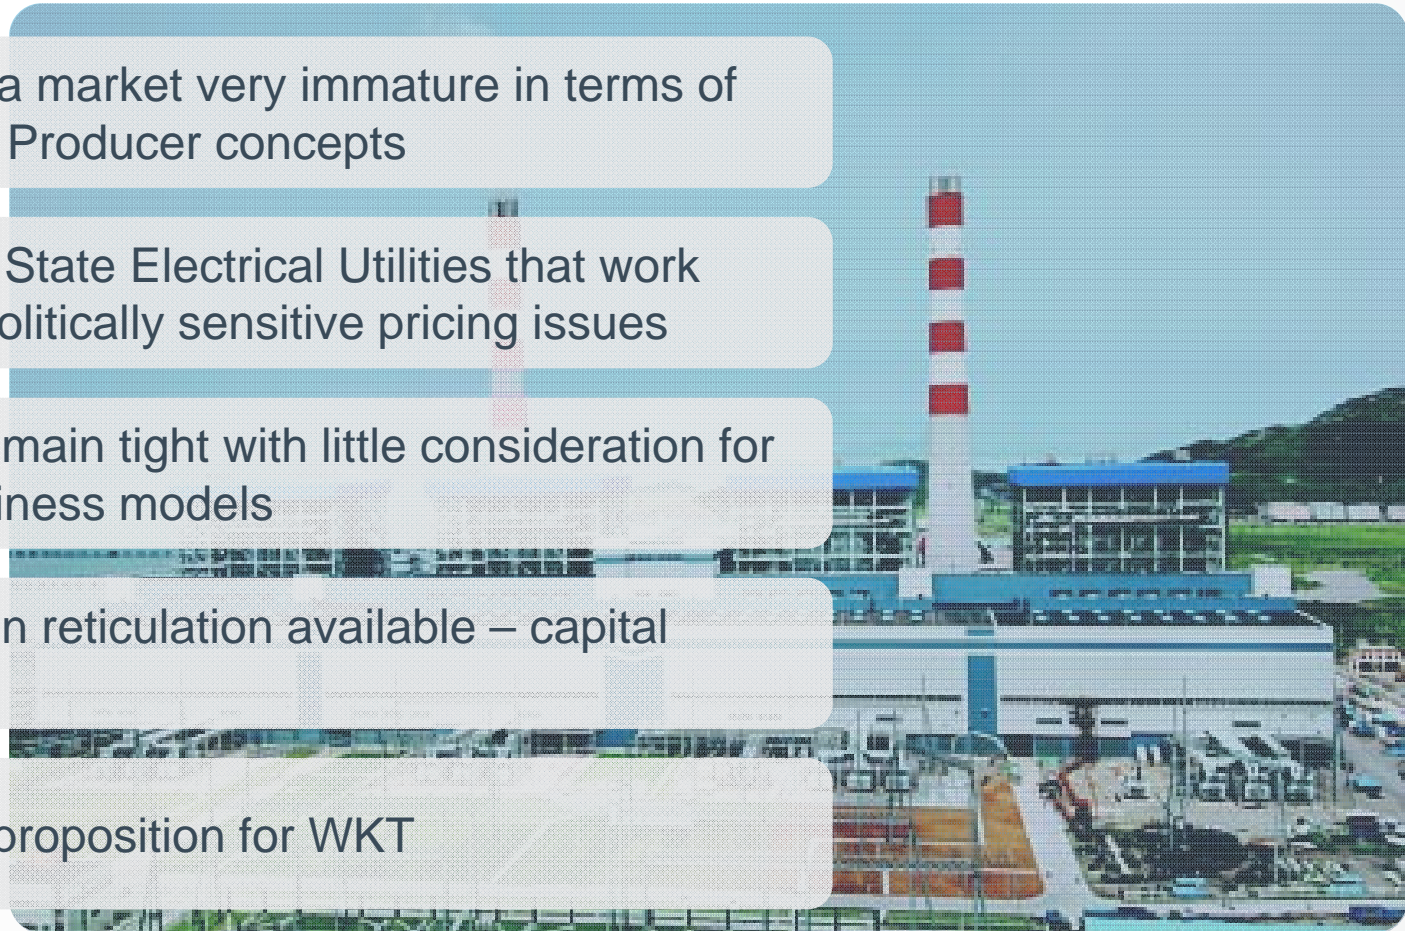 a market very immature in terms of
Producer concepts
State Electrical Utilities that work
olitically sensitive pricing issues
main tight with little consideration for
iness models
n reticulation available – capital
proposition for WKT